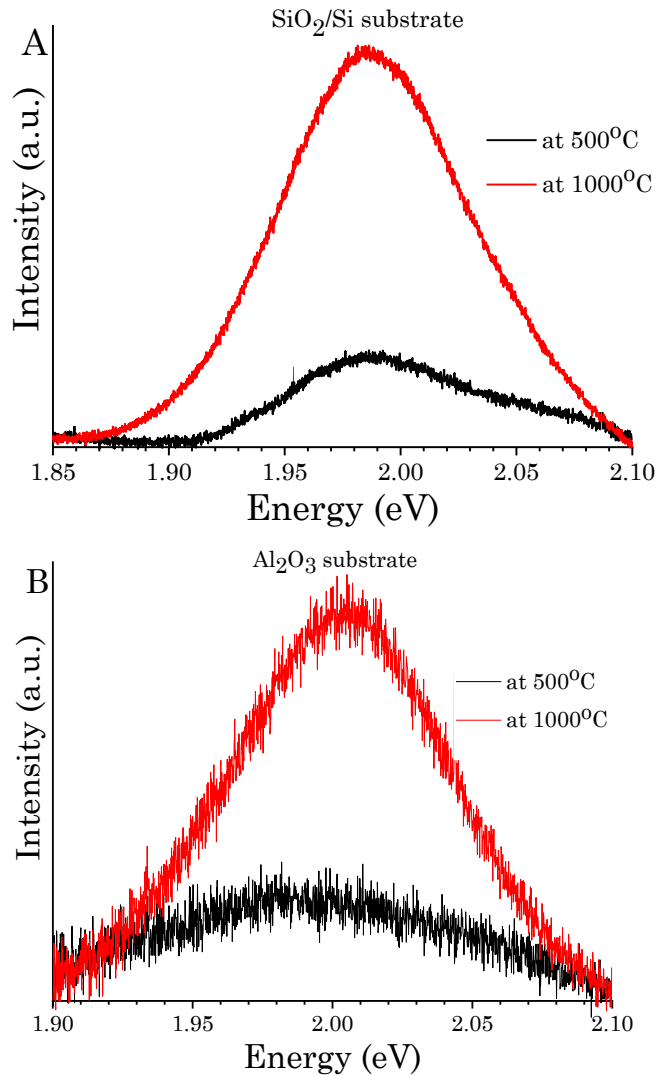 SiO₂/Si substrate
A
at 500°C
at 1000°C
Intensity (a.u.)
1.85 1.90 1.95 2.00 2.05 2.10
Energy (eV)
Al₂O₃ substrate
B
at 500°C
at 1000°C
Intensity (a.u.)
1.90 1.95 2.00 2.05 2.10
Energy (eV)